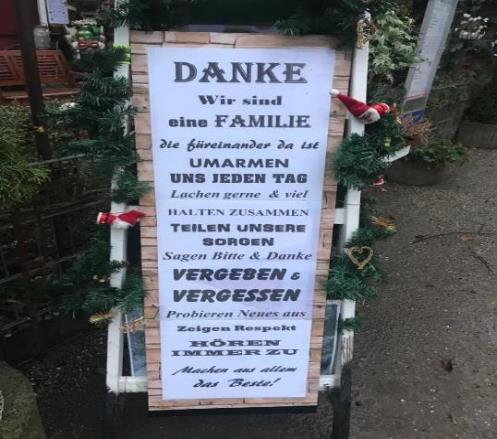 DANKE
Wir sind
eine FAMILIE
die füreinander da ist
UMARMEN
UNS JEDEN TAG
Lachen gerne & viel
HALTEN ZUSAMMEN
TEILEN UNSERE
SORGEN
Sagen Bitte & Danke
VERGEBEN &
VERGESSEN
Probieren Neues aus
Zeigen Respekt
HÖREN
IMMER ZU
Machen aus allem
das Beste!